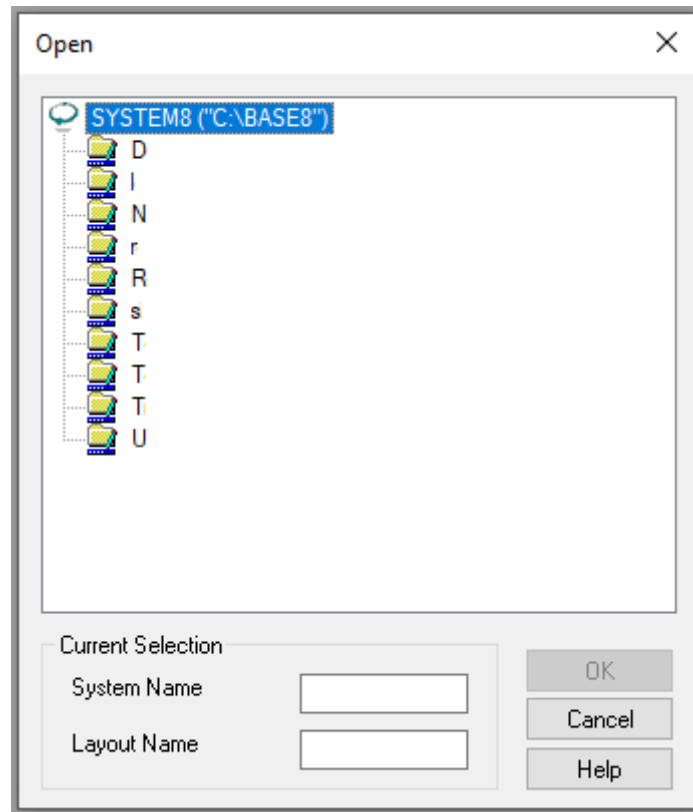 Open
SYSTEM8 ("C:\BASE8")
D
I
N
r
R
s
T
T
T
U
Current Selection
System Name
Layout Name
OK
Cancel
Help